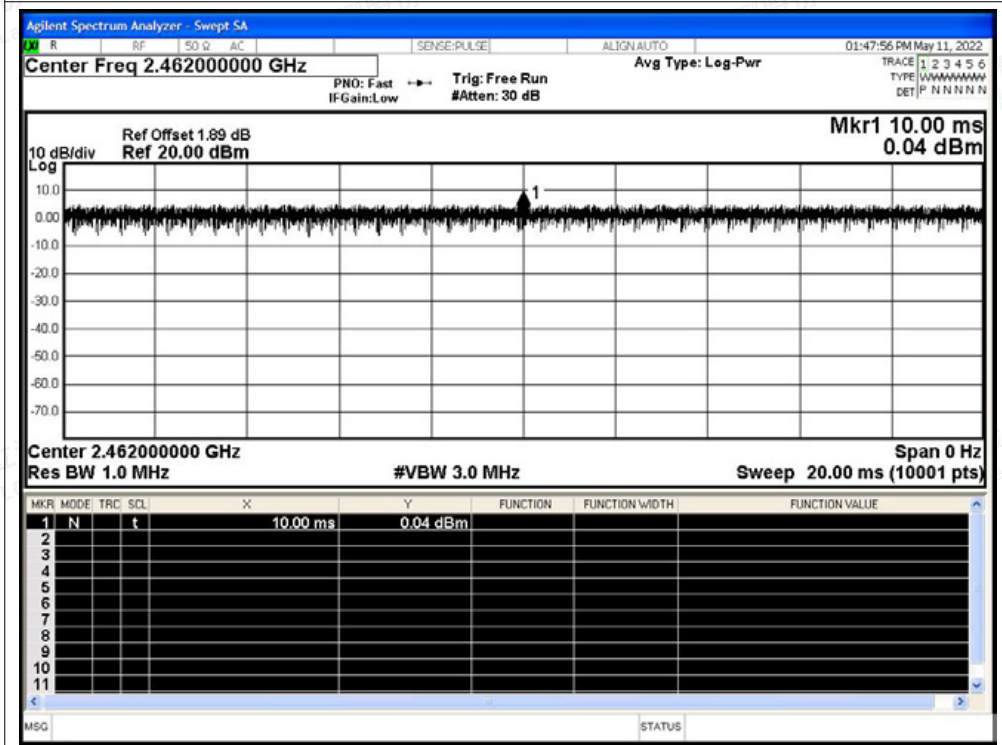 Agilent Spectrum Analyzer - Swept SA
LXI R RF 50 Ω AC SENSE:PULSE ALIGN AUTO 01:47:56 PM May 11, 2022
Center Freq 2.462000000 GHz Avg Type: Log-Pwr TRACE 1 2 3 4 5 6
PNO: Fast Trig: Free Run TYPE WWWWWW
IFGain:Low #Atten: 30 dB DET P N N N N N
Mkr1 10.00 ms
Ref Offset 1.89 dB
10 dB/div Ref 20.00 dBm 0.04 dBm
Log
10.0
1
0.00
-10.0
-20.0
-30.0
-40.0
-50.0
-60.0
-70.0
Center 2.462000000 GHz Span 0 Hz
Res BW 1.0 MHz #VBW 3.0 MHz Sweep 20.00 ms (10001 pts)
MKR MODE TRC SCL X Y FUNCTION FUNCTION WIDTH FUNCTION VALUE
1 N t 10.00 ms 0.04 dBm
2
3
4
5
6
7
8
9
10
11
MSG STATUS